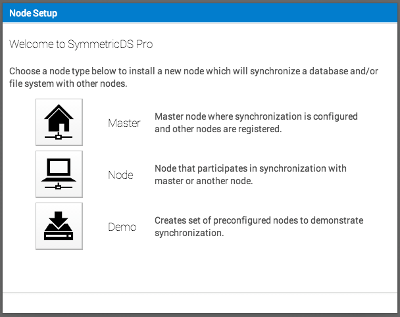 Node Setup
Welcome to SymmetricDS Pro
Choose a node type below to install a new node which will synchronize a database and/or
file system with other nodes.
Master
Master node where synchronization is configured
and other nodes are registered.
Node
Node that participates in synchronization with
master or another node.
Demo
Creates set of preconfigured nodes to demonstrate
synchronization.